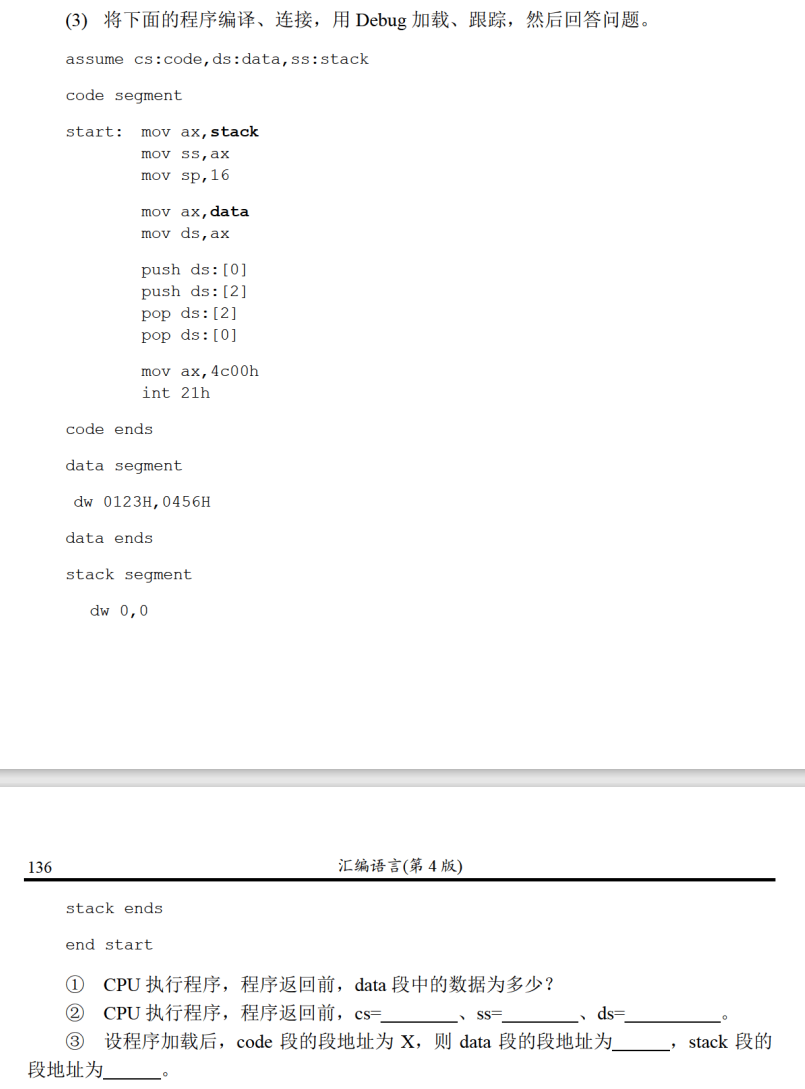 (3) 将下面的程序编译、连接，用 Debug 加载、跟踪，然后回答问题。
assume cs:code,ds:data,ss:stack
code segment
start: mov ax,stack
mov ss,ax
mov sp,16
mov ax,data
mov ds,ax
push ds:[0]
push ds:[2]
pop ds:[2]
pop ds:[0]
mov ax,4c00h
int 21h
code ends
data segment
dw 0123H,0456H
data ends
stack segment
dw 0,0
136 汇编语言(第 4 版)
stack ends
end start
① CPU 执行程序，程序返回前，data 段中的数据为多少？
② CPU 执行程序，程序返回前，cs=________、ss=________、ds=__________。
③ 设程序加载后，code 段的段地址为 X，则 data 段的段地址为______，stack 段的
段地址为______。